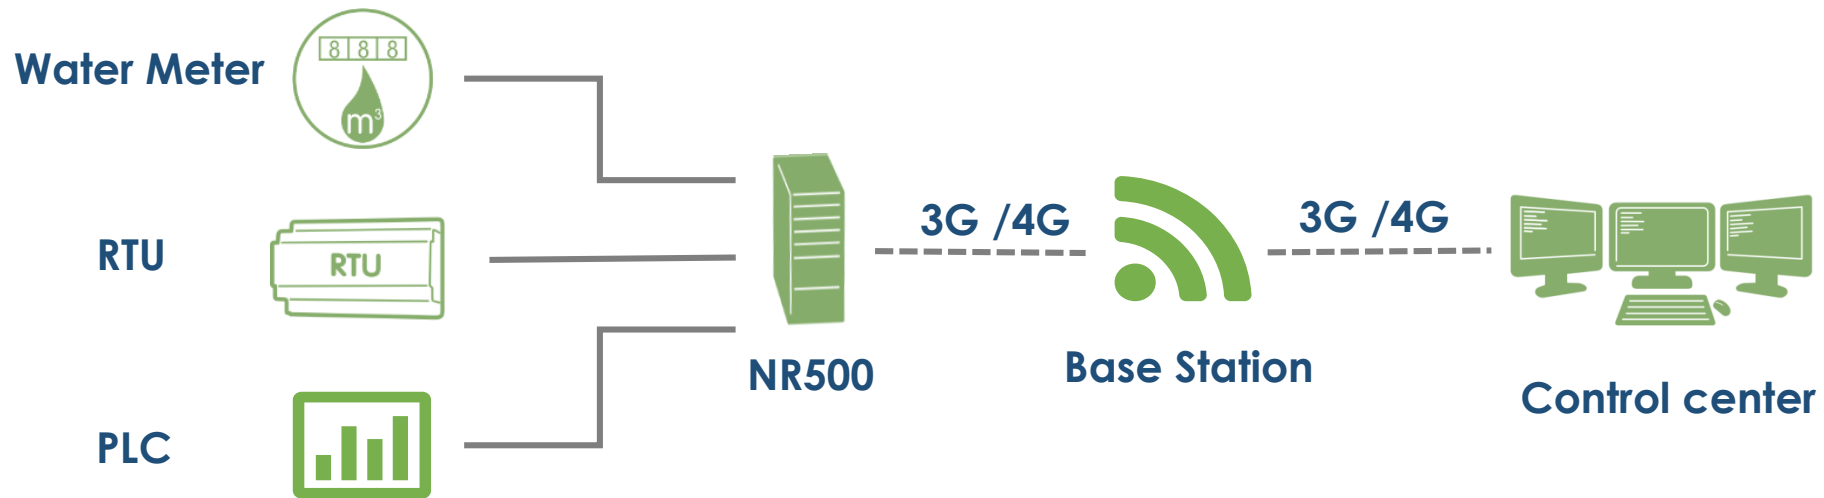 Water Meter
888
m³
RTU
RTU
PLC
NR500
3G /4G
Base Station
3G /4G
Control center